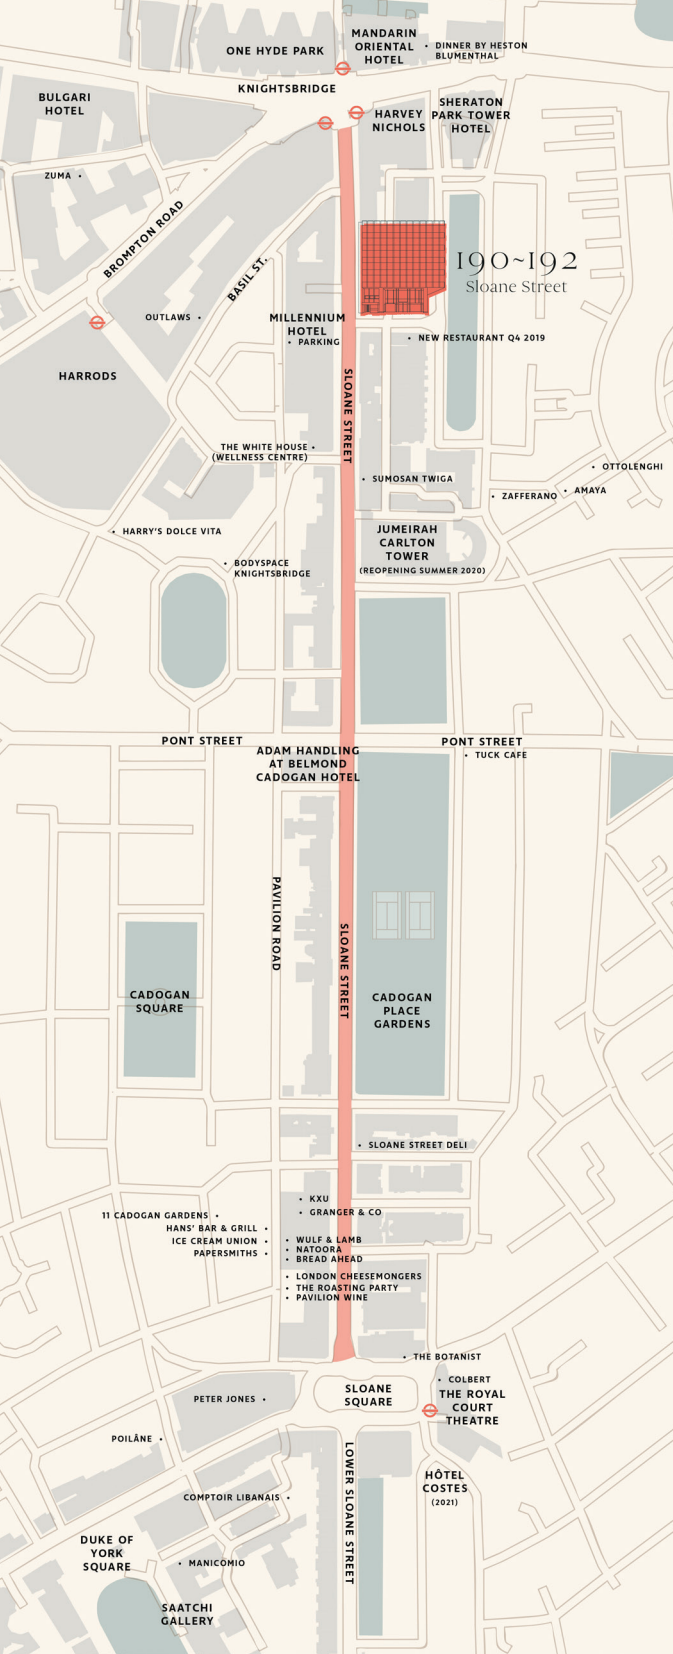 ONE HYDE PARK
MANDARIN
ORIENTAL
HOTEL
• DINNER BY HESTON
BLUMENTHAL
KNIGHTSBRIDGE
BULGARI
HOTEL
HARVEY
NICHOLS
SHERATON
PARK TOWER
HOTEL
ZUMA •
BROMPTON ROAD
BASIL ST.
190~192
Sloane Street
OUTLAWS •
MILLENNIUM
HOTEL
• PARKING
• NEW RESTAURANT Q4 2019
HARRODS
SLOANE STREET
THE WHITE HOUSE •
(WELLNESS CENTRE)
• OTTOLENGHI
• SUMOSAN TWIGA
• ZAFFERANO
• AMAYA
• HARRY'S DOLCE VITA
JUMEIRAH
CARLTON
TOWER
(REOPENING SUMMER 2020)
• BODYSPACE
KNIGHTSBRIDGE
PONT STREET
PONT STREET
ADAM HANDLING
AT BELMOND
CADOGAN HOTEL
• TUCK CAFE
PAVILION ROAD
SLOANE STREET
CADOGAN
SQUARE
CADOGAN
PLACE
GARDENS
• SLOANE STREET DELI
• KXU
• GRANGER & CO
11 CADOGAN GARDENS •
HANS' BAR & GRILL •
ICE CREAM UNION •
PAPERSMITHS •
• WULF & LAMB
• NATOORA
• BREAD AHEAD
• LONDON CHEESEMONGERS
• THE ROASTING PARTY
• PAVILION WINE
• THE BOTANIST
• COLBERT
SLOANE
SQUARE
THE ROYAL
COURT
THEATRE
PETER JONES •
POILÂNE •
LOWER SLOANE STREET
HÔTEL
COSTES
(2021)
COMPTOIR LIBANAIS •
DUKE OF
YORK
SQUARE
• MANICOMIO
SAATCHI
GALLERY